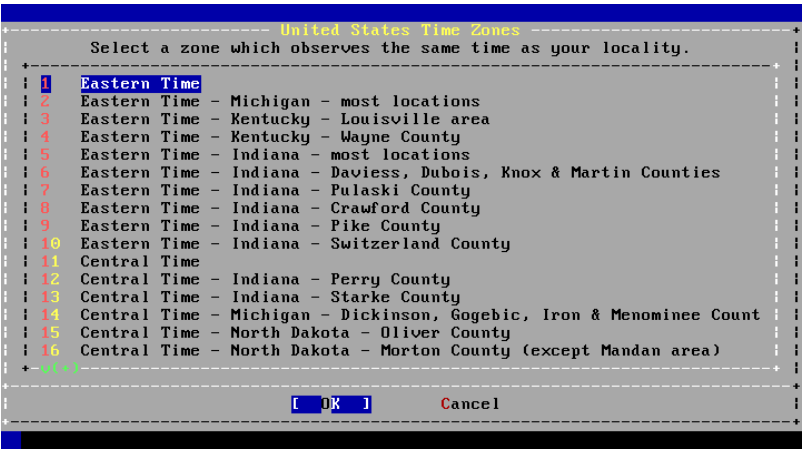 United States Time Zones
Select a zone which observes the same time as your locality.
1 Eastern Time
2 Eastern Time - Michigan - most locations
3 Eastern Time - Kentucky - Louisville area
4 Eastern Time - Kentucky - Wayne County
5 Eastern Time - Indiana - most locations
6 Eastern Time - Indiana - Daviess, Dubois, Knox & Martin Counties
7 Eastern Time - Indiana - Pulaski County
8 Eastern Time - Indiana - Crawford County
9 Eastern Time - Indiana - Pike County
10 Eastern Time - Indiana - Switzerland County
11 Central Time
12 Central Time - Indiana - Perry County
13 Central Time - Indiana - Starke County
14 Central Time - Michigan - Dickinson, Gogebic, Iron & Menominee Count
15 Central Time - North Dakota - Oliver County
16 Central Time - North Dakota - Morton County (except Mandan area)
v(+)
[ OK ] Cancel